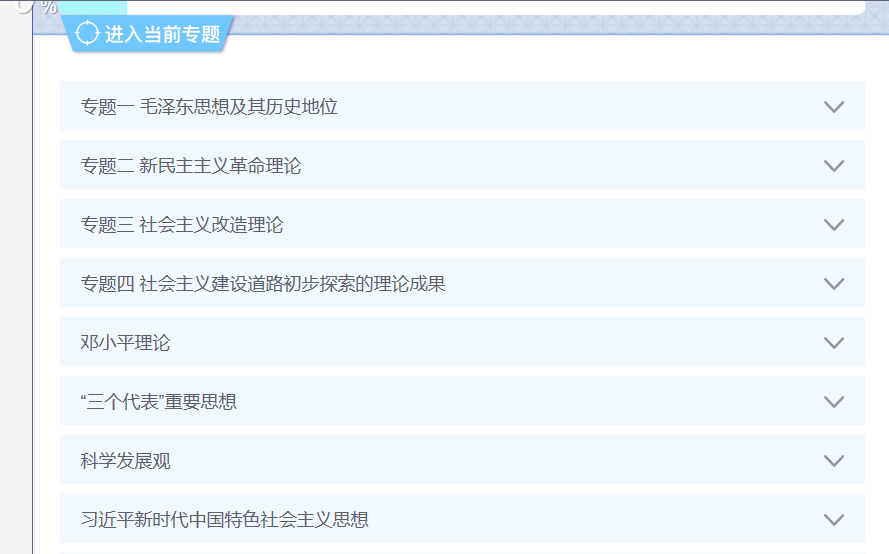 %
进入当前专题
专题一 毛泽东思想及其历史地位
专题二 新民主主义革命理论
专题三 社会主义改造理论
专题四 社会主义建设道路初步探索的理论成果
邓小平理论
“三个代表”重要思想
科学发展观
习近平新时代中国特色社会主义思想